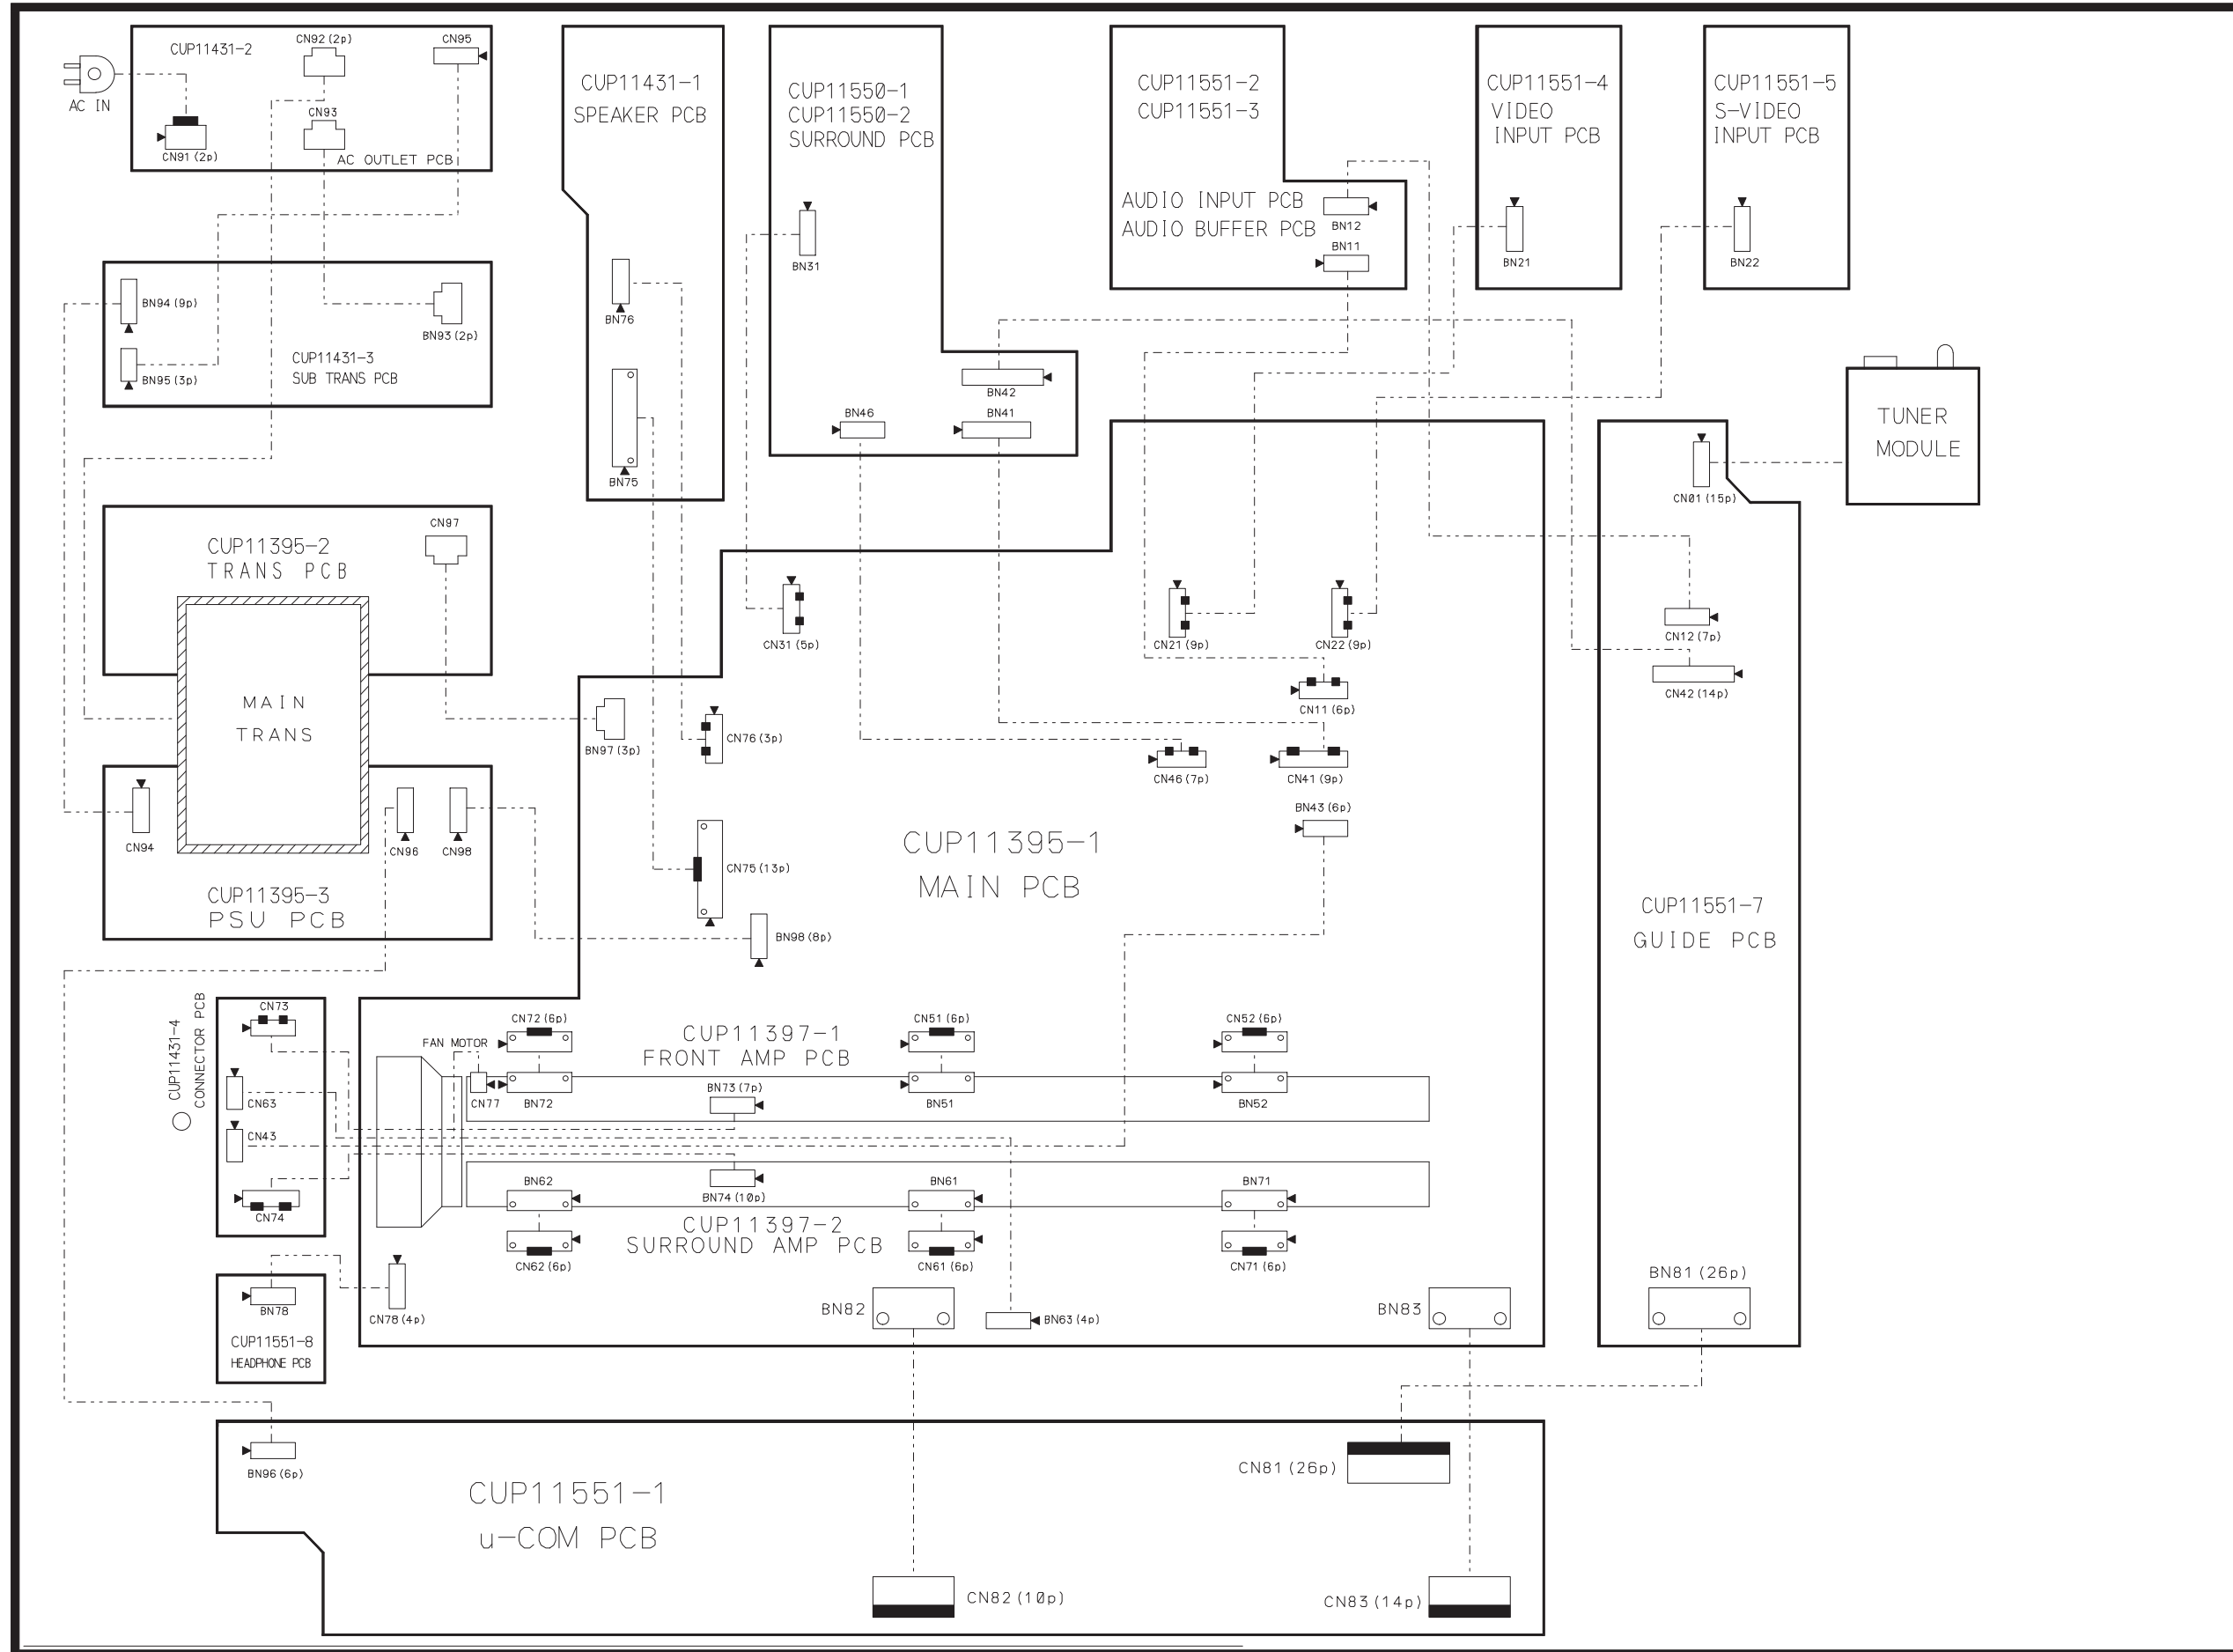 CUP11431-2
CN92 (2p)
CN95
AC IN
CN93
CN91 (2p)
AC OUTLET PCB
CUP11431-1
SPEAKER PCB
BN76
BN75
CUP11550-1
CUP11550-2
SURROUND PCB
BN31
BN42
BN46
BN41
CUP11551-2
CUP11551-3
AUDIO INPUT PCB
AUDIO BUFFER PCB
BN12
BN11
CUP11551-4
VIDEO
INPUT PCB
BN21
CUP11551-5
S-VIDEO
INPUT PCB
BN22
BN94 (9p)
BN93 (2p)
CUP11431-3
SUB TRANS PCB
BN95 (3p)
TUNER
MODULE
CN01 (15p)
CN12 (7p)
CN42 (14p)
CUP11551-7
GUIDE PCB
BN81 (26p)
CN97
CUP11395-2
TRANS PCB
MAIN
TRANS
CN94
CN96
CN98
CUP11395-3
PSU PCB
CN31 (5p)
CN21 (9p)
CN22 (9p)
CN11 (6p)
BN97 (3p)
CN76 (3p)
CN46 (7p)
CN41 (9p)
BN43 (6p)
CUP11395-1
MAIN PCB
CN75 (13p)
BN98 (8p)
CUP11431-4
CONNECTOR PCB
CN73
CN63
CN43
CN74
CN72 (6p)
CUP11397-1
FRONT AMP PCB
CN51 (6p)
CN52 (6p)
FAN MOTOR
CN77
BN72
BN73 (7p)
BN51
BN52
BN62
BN74 (10p)
BN61
BN71
CUP11397-2
SURROUND AMP PCB
CN62 (6p)
CN61 (6p)
CN71 (6p)
BN78
CUP11551-8
HEADPHONE PCB
CN78 (4p)
BN82
BN63 (4p)
BN83
BN96 (6p)
CUP11551-1
u-COM PCB
CN81 (26p)
CN82 (10p)
CN83 (14p)